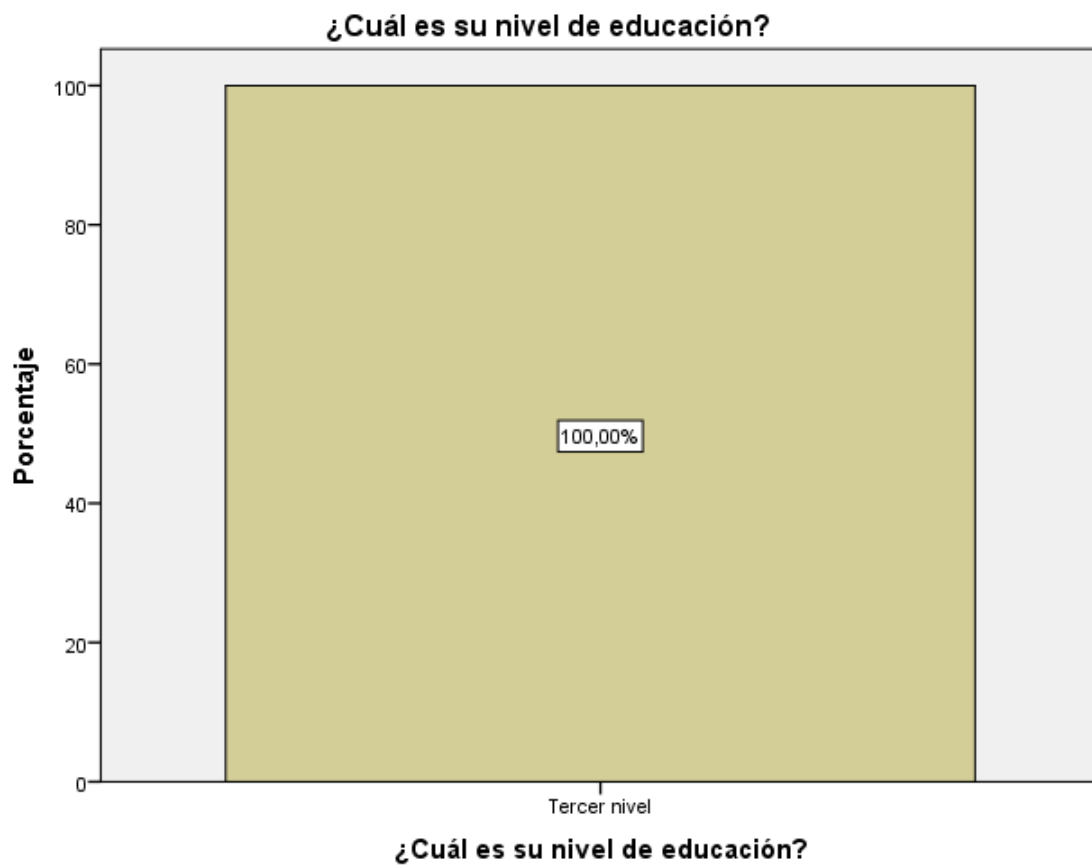 ¿Cuál es su nivel de educación?
100
80
60
40
20
0
Porcentaje
100,00%
Tercer nivel
¿Cuál es su nivel de educación?